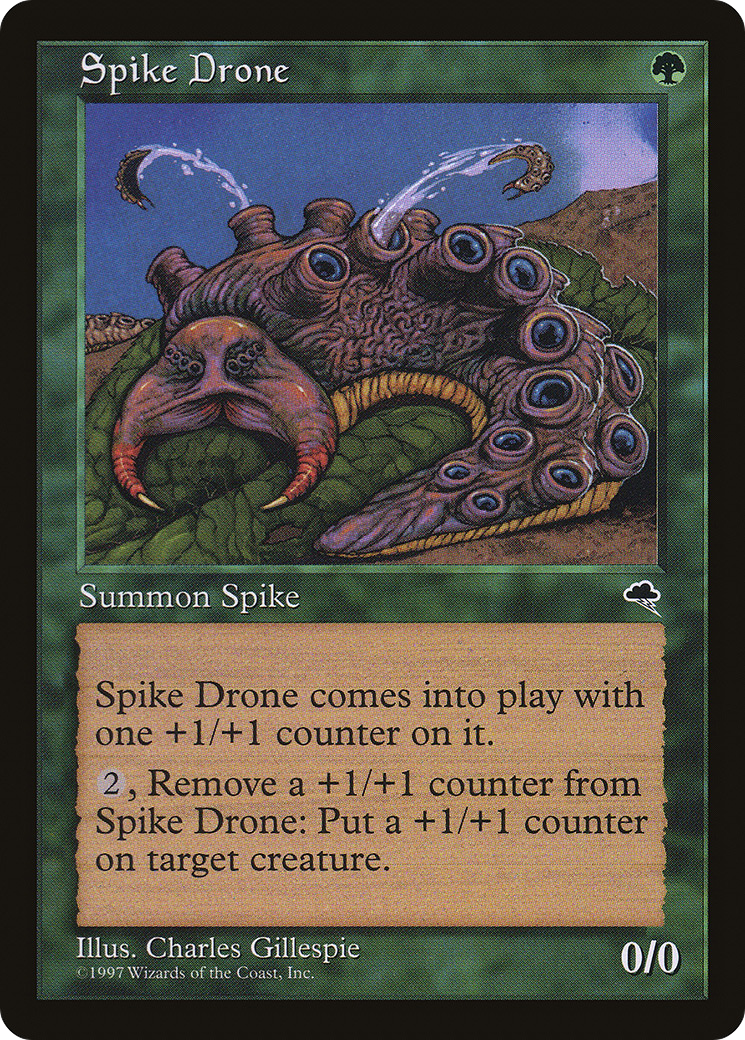 Spike Drone
Summon Spike
Spike Drone comes into play with
one +1/+1 counter on it.
2, Remove a +1/+1 counter from
Spike Drone: Put a +1/+1 counter
on target creature.
Illus. Charles Gillespie
©1997 Wizards of the Coast, Inc.
0/0